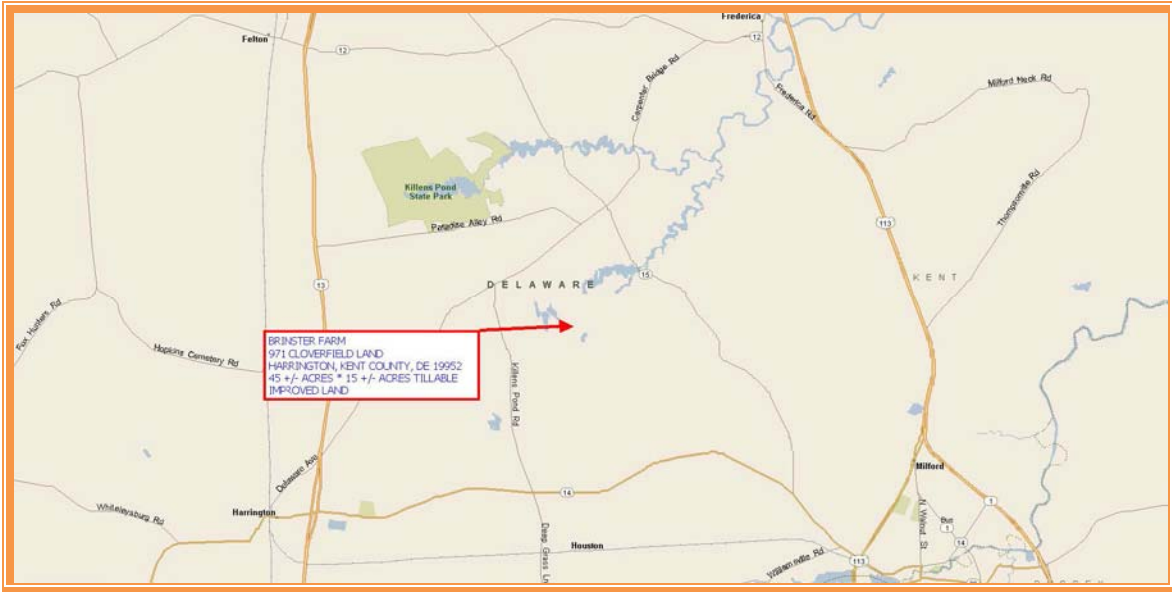 Frederica
Felton
12
12
Carpenter Bridge Rd
Milford Neck Rd
Frederica Rd
Killens Pond
State Park
Thompsonville Rd
Paradise Alley Rd
113
15
KENT
DELAWARE
13
Fox Hunters Rd
BRINSTER FARM
971 CLOVERFIELD LAND
HARRINGTON, KENT COUNTY, DE 19952
45 +/- ACRES * 15 +/- ACRES TILLABLE
IMPROVED LAND
Hopkins Cemetery Rd
Killens Pond Rd
Delaware Ave
Milford
14
1
Whiteleysburg Rd
Harrington
N Walnut St
Bus
1
14
Deep Grass Ln
Houston
Williamsville Rd
113